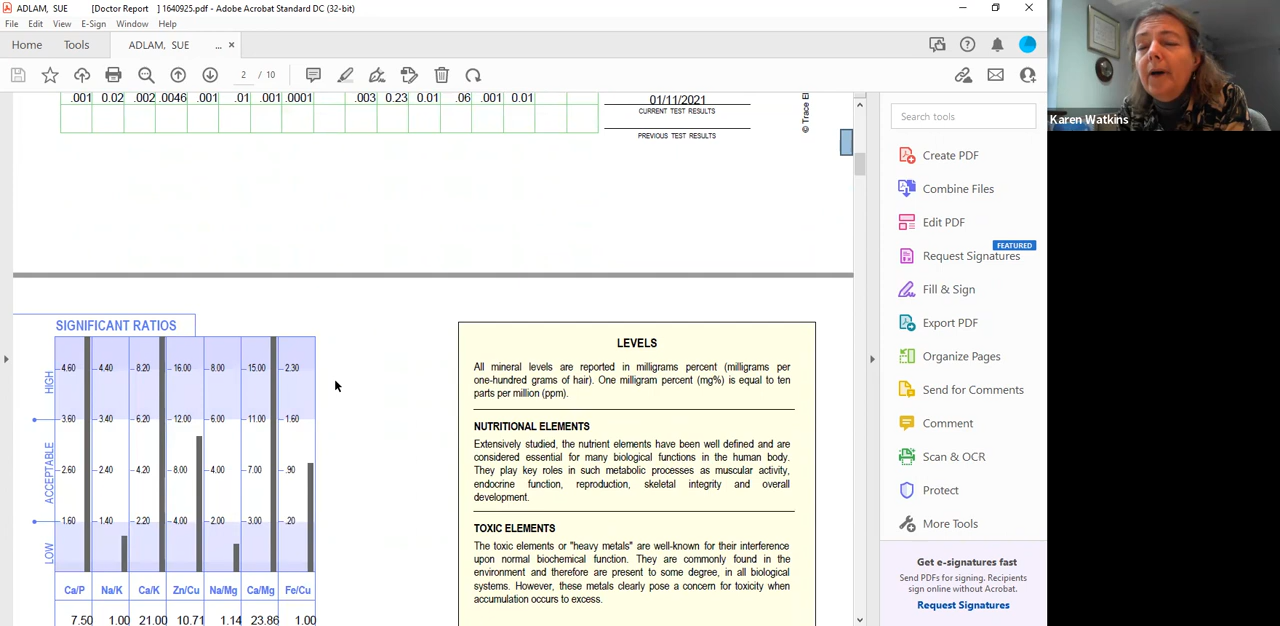 ADLAM, SUE [Doctor Report ] 1640925.pdf - Adobe Acrobat Standard DC (32-bit)
File Edit View E-Sign Window Help
Home Tools ADLAM, SUE ... ×
2 / 10
.001 0.02 .002 .0046 .001 .01 .001 .0001 .003 0.23 0.01 .06 .001 0.01
01/11/2021
CURRENT TEST RESULTS
PREVIOUS TEST RESULTS
© Trace El
SIGNIFICANT RATIOS
HIGH
ACCEPTABLE
LOW
4.60 4.40 8.20 16.00 8.00 15.00 2.30
3.60 3.40 6.20 12.00 6.00 11.00 1.60
2.60 2.40 4.20 8.00 4.00 7.00 .90
1.60 1.40 2.20 4.00 2.00 3.00 .20
Ca/P Na/K Ca/K Zn/Cu Na/Mg Ca/Mg Fe/Cu
7.50 1.00 21.00 10.71 1.14 23.86 1.00
LEVELS
All mineral levels are reported in milligrams percent (milligrams per
one-hundred grams of hair). One milligram percent (mg%) is equal to ten
parts per million (ppm).
NUTRITIONAL ELEMENTS
Extensively studied, the nutrient elements have been well defined and are
considered essential for many biological functions in the human body.
They play key roles in such metabolic processes as muscular activity,
endocrine function, reproduction, skeletal integrity and overall
development.
TOXIC ELEMENTS
The toxic elements or "heavy metals" are well-known for their interference
upon normal biochemical function. They are commonly found in the
environment and therefore are present to some degree, in all biological
systems. However, these metals clearly pose a concern for toxicity when
accumulation occurs to excess.
Search tools
Create PDF
Combine Files
Edit PDF
FEATURED
Request Signatures
Fill & Sign
Export PDF
Organize Pages
Send for Comments
Comment
Scan & OCR
Protect
More Tools
Get e-signatures fast
Send PDFs for signing. Recipients
sign online without Acrobat.
Request Signatures
Karen Watkins